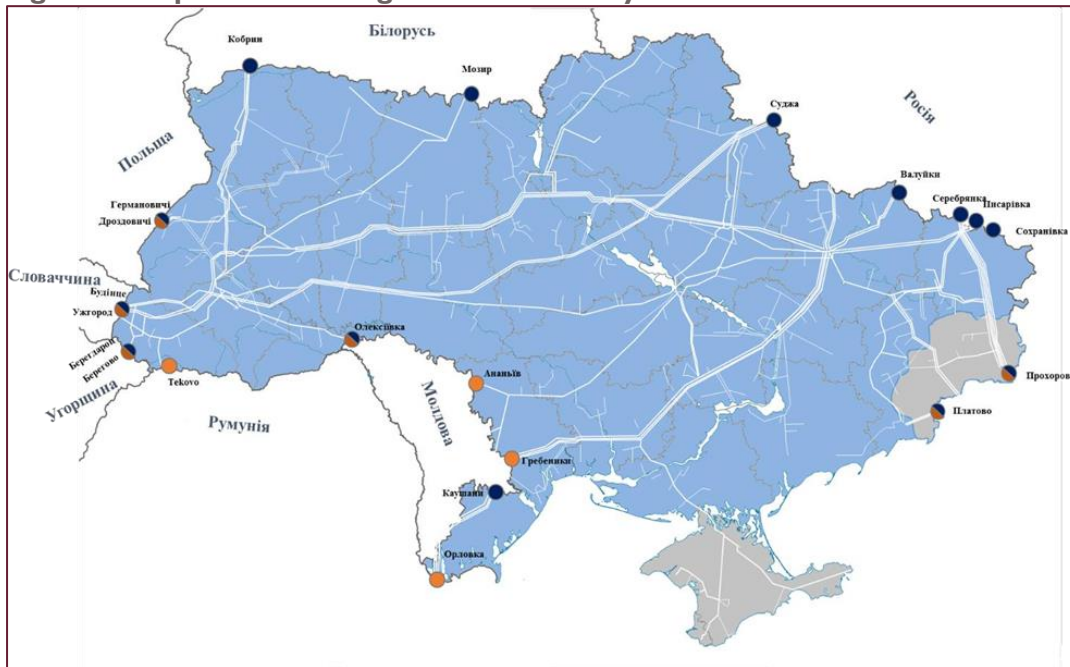 Білорусь
Кобрин
Мозир
Суджа
Росія
Польща
Валуйки
Германовичі
Дроздовичі
Серебрянка
Писарівка
Сохранівка
Словаччина
Будінце
Ужгород
Олексіївка
Берегдароц
Берегово
Tekovo
Угорщина
Румунія
Молдова
Ананьїв
Прохоров
Платово
Гребеники
Каушани
Орловка